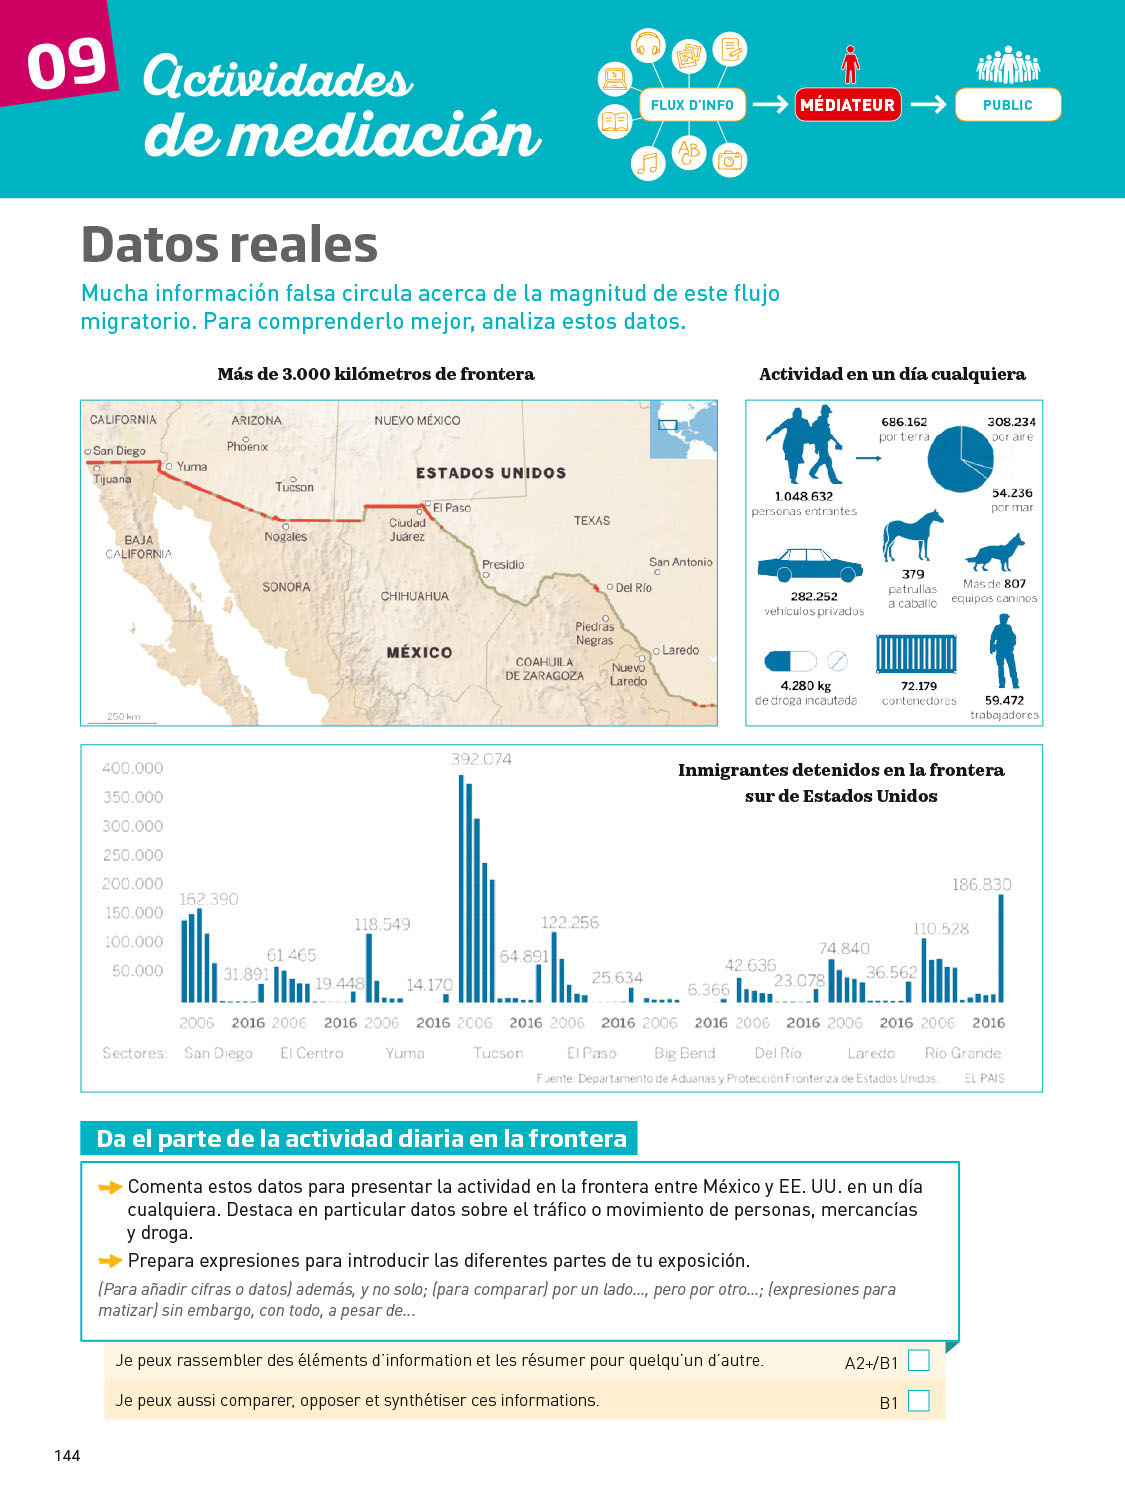 09
Actividades
de mediación
FLUX D'INFO
MÉDIATEUR
PUBLIC
AB
C
Datos reales
Mucha información falsa circula acerca de la magnitud de este flujo
migratorio. Para comprenderlo mejor, analiza estos datos.
Más de 3.000 kilómetros de frontera
CALIFORNIA
ARIZONA
NUEVO MÉXICO
San Diego
Phoenix
Yuma
Tijuana
Tucson
ESTADOS UNIDOS
El Paso
Ciudad
Juárez
Nogales
TEXAS
BAJA
CALIFORNIA
Presidio
San Antonio
SONORA
CHIHUAHUA
Del Río
Piedras
Negras
MÉXICO
Laredo
COAHUILA
DE ZARAGOZA
Nuevo
Laredo
250 km
Actividad en un día cualquiera
686.162
por tierra
308.234
por aire
1.048.632
personas entrantes
54.236
por mar
282.252
vehículos privados
379
patrullas
a caballo
Más de 807
equipos caninos
4.280 kg
de droga incautada
72.179
contenedores
59.472
trabajadores
Inmigrantes detenidos en la frontera
sur de Estados Unidos
400.000
350.000
300.000
250.000
200.000
150.000
100.000
50.000
162.390
31.891
61.465
19.448
118.549
14.170
392.074
64.891
122.256
25.634
6.366
42.636
23.078
74.840
36.562
110.528
186.830
2006 2016 2006 2016 2006 2016 2006 2016 2006 2016 2006 2016 2006 2016 2006 2016 2006 2016
Sectores: San Diego El Centro Yuma Tucson El Paso Big Bend Del Río Laredo Río Grande
Fuente: Departamento de Aduanas y Protección Fronteriza de Estados Unidos. EL PAIS
Da el parte de la actividad diaria en la frontera
Comenta estos datos para presentar la actividad en la frontera entre México y EE. UU. en un día
cualquiera. Destaca en particular datos sobre el tráfico o movimiento de personas, mercancías
y droga.
Prepara expresiones para introducir las diferentes partes de tu exposición.
(Para añadir cifras o datos) además, y no solo; (para comparar) por un lado..., pero por otro...; (expresiones para
matizar) sin embargo, con todo, a pesar de...
Je peux rassembler des éléments d'information et les résumer pour quelqu'un d'autre. A2+/B1
Je peux aussi comparer, opposer et synthétiser ces informations. B1
144